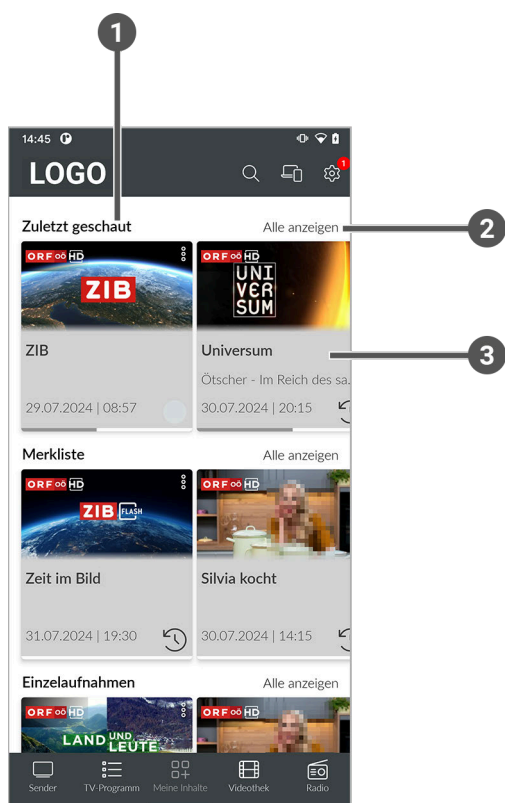 1
14:45
LOGO
1
Zuletzt geschaut
Alle anzeigen
2
ORF oö HD
ZIB
ORF oö HD
UNI
VER
SUM
ZIB
Universum
3
Ötscher - Im Reich des sa..
29.07.2024 | 08:57
30.07.2024 | 20:15
Merkliste
Alle anzeigen
ORF oö HD
ZIB FLASH
ORF oö HD
Zeit im Bild
Silvia kocht
31.07.2024 | 19:30
30.07.2024 | 14:15
Einzelaufnahmen
Alle anzeigen
ORF oö HD
LAND UND
LEUTE
ORF oö HD
Sender
TV-Programm
Meine Inhalte
Videothek
Radio